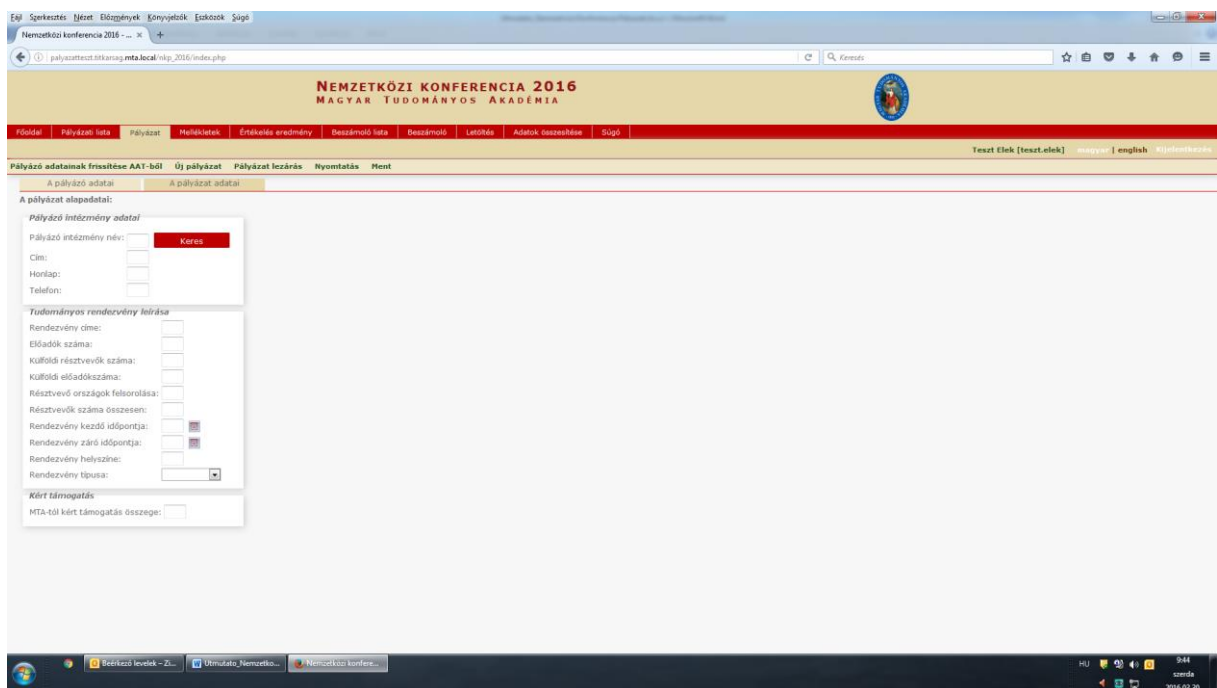 Fájl Szerkesztés Nézet Előzmények Könyvjelzők Eszközök Súgó
Nemzetközi konferencia 2016 - ... × +
palyazatteszt.titkarsag.mta.local/nkp_2016/index.php
Keresés
NEMZETKÖZI KONFERENCIA 2016
MAGYAR TUDOMÁNYOS AKADÉMIA
Főoldal Pályázati lista Pályázat Mellékletek Értékelés eredmény Beszámoló lista Beszámoló Letöltés Adatok összesítése Súgó
Teszt Elek [teszt.elek] magyar | english Kijelentkezés
Pályázó adatainak frissítése AAT-ből Új pályázat Pályázat lezárás Nyomtatás Ment
A pályázó adatai A pályázat adatai
A pályázat alapadatai:
Pályázó intézmény adatai
Pályázó intézmény név: Keres
Cím:
Honlap:
Telefon:
Tudományos rendezvény leírása
Rendezvény címe:
Előadók száma:
Külföldi résztvevők száma:
Külföldi előadókszáma:
Résztvevő országok felsorolása:
Résztvevők száma összesen:
Rendezvény kezdő időpontja:
Rendezvény záró időpontja:
Rendezvény helyszíne:
Rendezvény típusa:
Kért támogatás
MTA-tól kért támogatás összege:
Beérkező levelek – Zi... Utmutato_Nemzetko... Nemzetközi konfere...
HU 9:44
szerda